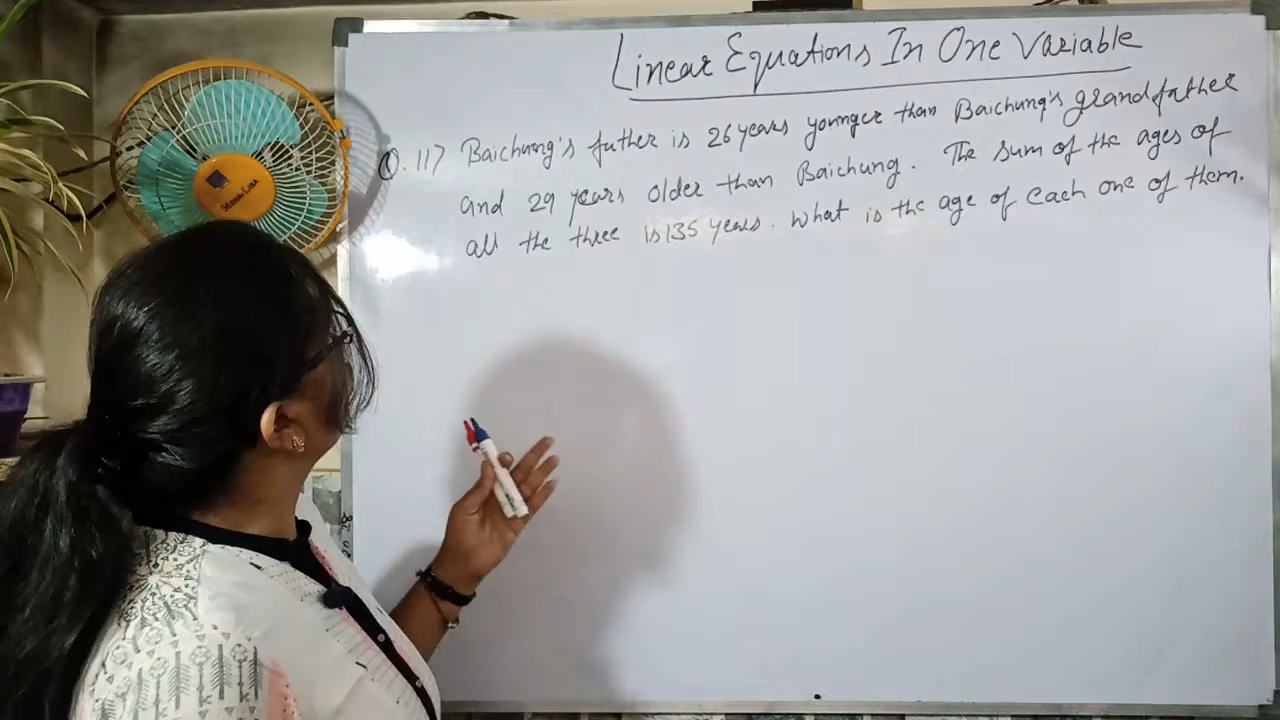 Linear Equations In One Variable
Q. 11) Baichung's father is 26 years younger than Baichung's grandfather
and 29 years older than Baichung. The sum of the ages of
all the three is 135 years. What is the age of each one of them.